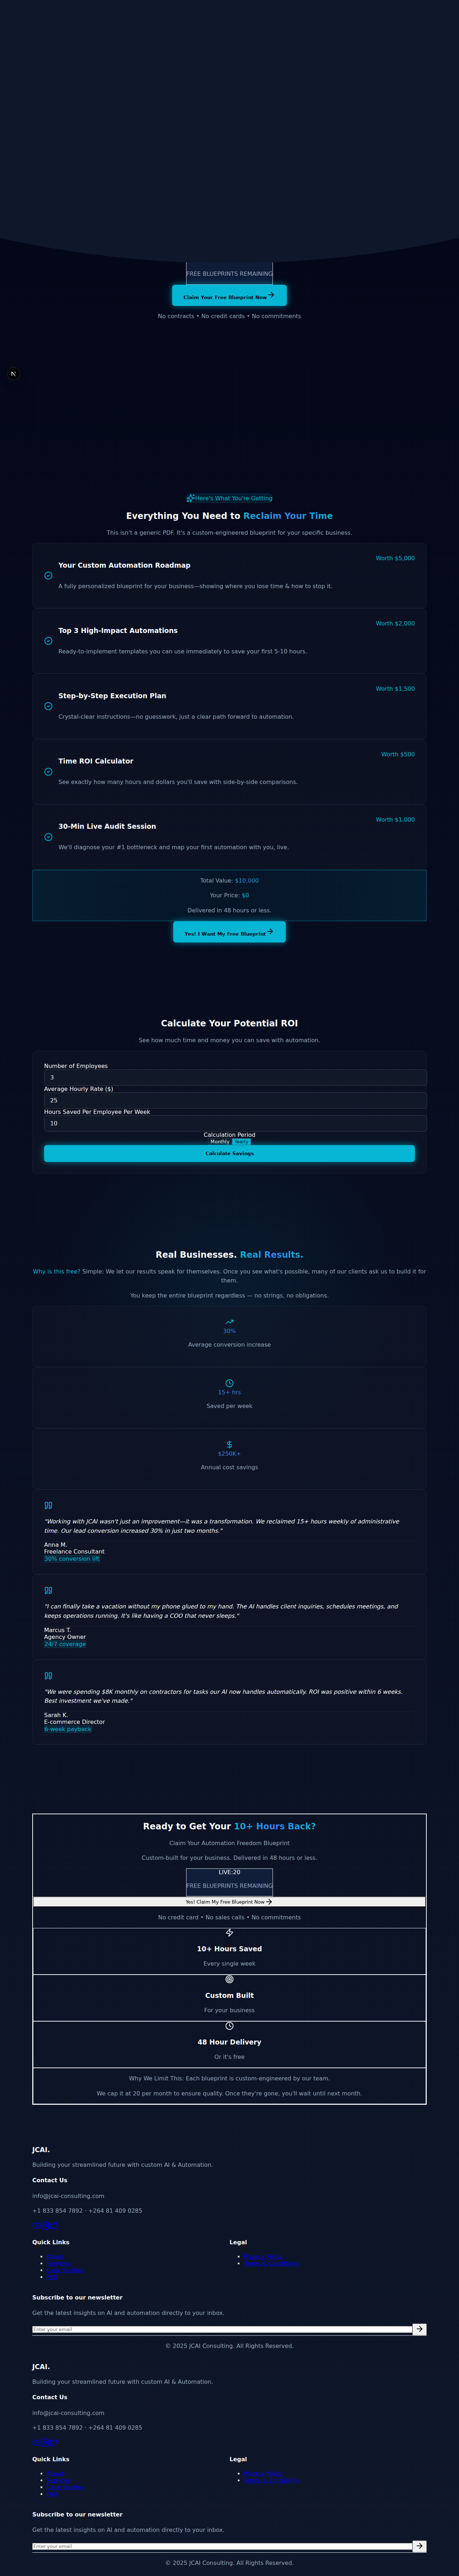 FREE BLUEPRINTS REMAINING
Claim Your Free Blueprint Now
No contracts • No credit cards • No commitments
N
Here's What You're Getting
Everything You Need to Reclaim Your Time
This isn't a generic PDF. It's a custom-engineered blueprint for your specific business.
Worth $5,000
Your Custom Automation Roadmap
A fully personalized blueprint for your business—showing where you lose time & how to stop it.
Worth $2,000
Top 3 High-Impact Automations
Ready-to-implement templates you can use immediately to save your first 5-10 hours.
Worth $1,500
Step-by-Step Execution Plan
Crystal-clear instructions—no guesswork, just a clear path forward to automation.
Worth $500
Time ROI Calculator
See exactly how many hours and dollars you'll save with side-by-side comparisons.
Worth $1,000
30-Min Live Audit Session
We'll diagnose your #1 bottleneck and map your first automation with you, live.
Total Value: $10,000
Your Price: $0
Delivered in 48 hours or less.
Yes! I Want My Free Blueprint
Calculate Your Potential ROI
See how much time and money you can save with automation.
Number of Employees
3
Average Hourly Rate ($)
25
Hours Saved Per Employee Per Week
10
Calculation Period
Monthly Yearly
Calculate Savings
Real Businesses. Real Results.
Why is this free? Simple: We let our results speak for themselves. Once you see what's possible, many of our clients ask us to build it for
them.
You keep the entire blueprint regardless — no strings, no obligations.
30%
Average conversion increase
15+ hrs
Saved per week
$250K+
Annual cost savings
"Working with JCAI wasn't just an improvement—it was a transformation. We reclaimed 15+ hours weekly of administrative
time. Our lead conversion increased 30% in just two months."
Anna M.
Freelance Consultant
30% conversion lift
"I can finally take a vacation without my phone glued to my hand. The AI handles client inquiries, schedules meetings, and
keeps operations running. It's like having a COO that never sleeps."
Marcus T.
Agency Owner
24/7 coverage
"We were spending $8K monthly on contractors for tasks our AI now handles automatically. ROI was positive within 6 weeks.
Best investment we've made."
Sarah K.
E-commerce Director
6-week payback
Ready to Get Your 10+ Hours Back?
Claim Your Automation Freedom Blueprint
Custom-built for your business. Delivered in 48 hours or less.
LIVE:20
FREE BLUEPRINTS REMAINING
Yes! Claim My Free Blueprint Now
No credit card • No sales calls • No commitments
10+ Hours Saved
Every single week
Custom Built
For your business
48 Hour Delivery
Or it's free
Why We Limit This: Each blueprint is custom-engineered by our team.
We cap it at 20 per month to ensure quality. Once they're gone, you'll wait until next month.
JCAI.
Building your streamlined future with custom AI & Automation.
Contact Us
info@jcai-consulting.com
+1 833 854 7892 · +264 81 409 0285
Quick Links
Legal
Subscribe to our newsletter
Get the latest insights on AI and automation directly to your inbox.
Enter your email
© 2025 JCAI Consulting. All Rights Reserved.
JCAI.
Building your streamlined future with custom AI & Automation.
Contact Us
info@jcai-consulting.com
+1 833 854 7892 · +264 81 409 0285
Quick Links
Legal
Subscribe to our newsletter
Get the latest insights on AI and automation directly to your inbox.
Enter your email
© 2025 JCAI Consulting. All Rights Reserved.